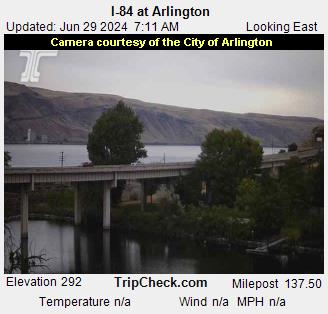 I-84 at Arlington
Updated: Jun 29 2024 7:11 AM Looking East
Camera courtesy of the City of Arlington
Elevation 292 TripCheck.com Milepost 137.50
Temperature n/a Wind n/a MPH n/a